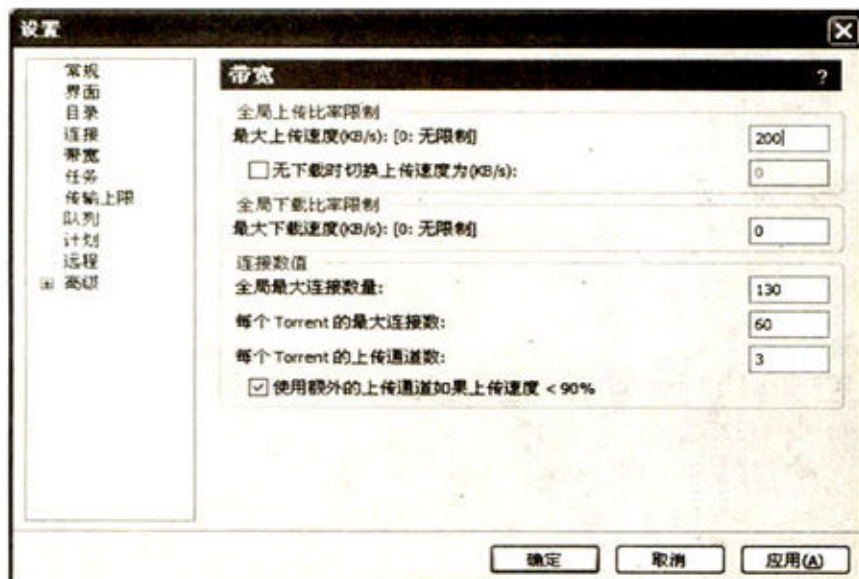 设置
常规
界面
目录
连接
带宽
任务
传输上限
队列
计划
远程
高级
带宽 ?
全局上传比率限制
最大上传速度(KB/s): [0: 无限制] 200
无下载时切换上传速度为(KB/s): 0
全局下载比率限制
最大下载速度(KB/s): [0: 无限制] 0
连接数值
全局最大连接数量: 130
每个 Torrent 的最大连接数: 60
每个 Torrent 的上传通道数: 3
使用额外的上传通道如果上传速度 < 90%
确定 取消 应用(A)